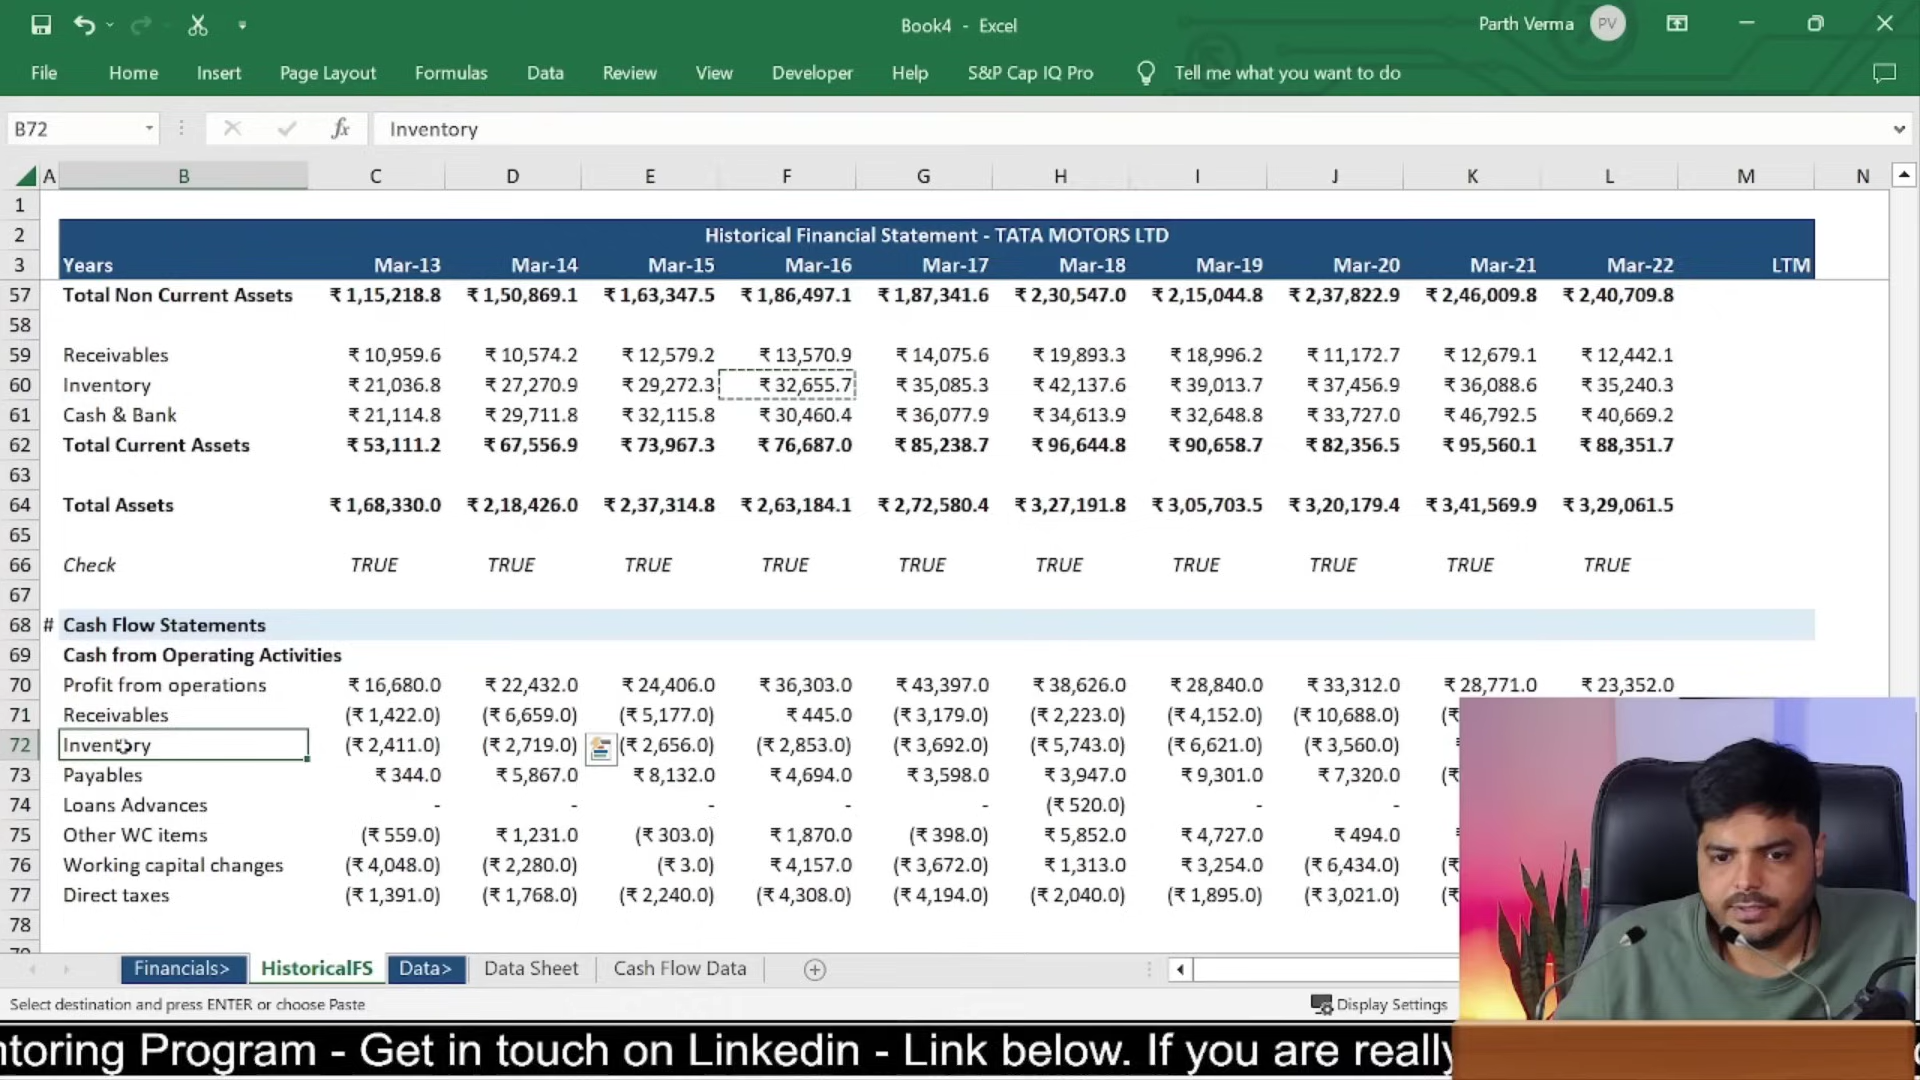 Book4 - Excel
Parth Verma PV
File Home Insert Page Layout Formulas Data Review View Developer Help S&P Cap IQ Pro Tell me what you want to do
B72 fx Inventory
A B C D E F G H I J K L M N
1
2 Historical Financial Statement - TATA MOTORS LTD
3 Years Mar-13 Mar-14 Mar-15 Mar-16 Mar-17 Mar-18 Mar-19 Mar-20 Mar-21 Mar-22 LTM
57 Total Non Current Assets ₹ 1,15,218.8 ₹ 1,50,869.1 ₹ 1,63,347.5 ₹ 1,86,497.1 ₹ 1,87,341.6 ₹ 2,30,547.0 ₹ 2,15,044.8 ₹ 2,37,822.9 ₹ 2,46,009.8 ₹ 2,40,709.8
58
59 Receivables ₹ 10,959.6 ₹ 10,574.2 ₹ 12,579.2 ₹ 13,570.9 ₹ 14,075.6 ₹ 19,893.3 ₹ 18,996.2 ₹ 11,172.7 ₹ 12,679.1 ₹ 12,442.1
60 Inventory ₹ 21,036.8 ₹ 27,270.9 ₹ 29,272.3 ₹ 32,655.7 ₹ 35,085.3 ₹ 42,137.6 ₹ 39,013.7 ₹ 37,456.9 ₹ 36,088.6 ₹ 35,240.3
61 Cash & Bank ₹ 21,114.8 ₹ 29,711.8 ₹ 32,115.8 ₹ 30,460.4 ₹ 36,077.9 ₹ 34,613.9 ₹ 32,648.8 ₹ 33,727.0 ₹ 46,792.5 ₹ 40,669.2
62 Total Current Assets ₹ 53,111.2 ₹ 67,556.9 ₹ 73,967.3 ₹ 76,687.0 ₹ 85,238.7 ₹ 96,644.8 ₹ 90,658.7 ₹ 82,356.5 ₹ 95,560.1 ₹ 88,351.7
63
64 Total Assets ₹ 1,68,330.0 ₹ 2,18,426.0 ₹ 2,37,314.8 ₹ 2,63,184.1 ₹ 2,72,580.4 ₹ 3,27,191.8 ₹ 3,05,703.5 ₹ 3,20,179.4 ₹ 3,41,569.9 ₹ 3,29,061.5
65
66 Check TRUE TRUE TRUE TRUE TRUE TRUE TRUE TRUE TRUE TRUE
67
68 # Cash Flow Statements
69 Cash from Operating Activities
70 Profit from operations ₹ 16,680.0 ₹ 22,432.0 ₹ 24,406.0 ₹ 36,303.0 ₹ 43,397.0 ₹ 38,626.0 ₹ 28,840.0 ₹ 33,312.0 ₹ 28,771.0 ₹ 23,352.0
71 Receivables (₹ 1,422.0) (₹ 6,659.0) (₹ 5,177.0) ₹ 445.0 (₹ 3,179.0) (₹ 2,223.0) (₹ 4,152.0) (₹ 10,688.0) (₹
72 Inventory (₹ 2,411.0) (₹ 2,719.0) (₹ 2,656.0) (₹ 2,853.0) (₹ 3,692.0) (₹ 5,743.0) (₹ 6,621.0) (₹ 3,560.0)
73 Payables ₹ 344.0 ₹ 5,867.0 ₹ 8,132.0 ₹ 4,694.0 ₹ 3,598.0 ₹ 3,947.0 ₹ 9,301.0 ₹ 7,320.0 (₹
74 Loans Advances - - - - - (₹ 520.0) - -
75 Other WC items (₹ 559.0) ₹ 1,231.0 (₹ 303.0) ₹ 1,870.0 (₹ 398.0) ₹ 5,852.0 ₹ 4,727.0 ₹ 494.0
76 Working capital changes (₹ 4,048.0) (₹ 2,280.0) (₹ 3.0) ₹ 4,157.0 (₹ 3,672.0) ₹ 1,313.0 ₹ 3,254.0 (₹ 6,434.0) (₹
77 Direct taxes (₹ 1,391.0) (₹ 1,768.0) (₹ 2,240.0) (₹ 4,308.0) (₹ 4,194.0) (₹ 2,040.0) (₹ 1,895.0) (₹ 3,021.0) (₹
78
Financials> HistoricalFS Data> Data Sheet Cash Flow Data
Select destination and press ENTER or choose Paste Display Settings
ntoring Program - Get in touch on Linkedin - Link below. If you are really